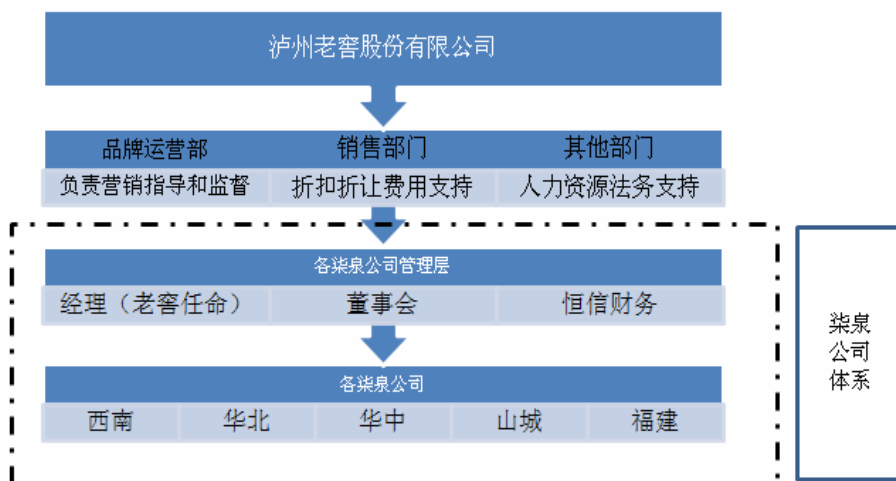 泸州老窖股份有限公司
品牌运营部 销售部门 其他部门
负责营销指导和监督 折扣折让费用支持 人力资源法务支持
各柒泉公司管理层
经理（老窖任命） 董事会 恒信财务
各柒泉公司
西南 华北 华中 山城 福建
柒泉
公司
体系